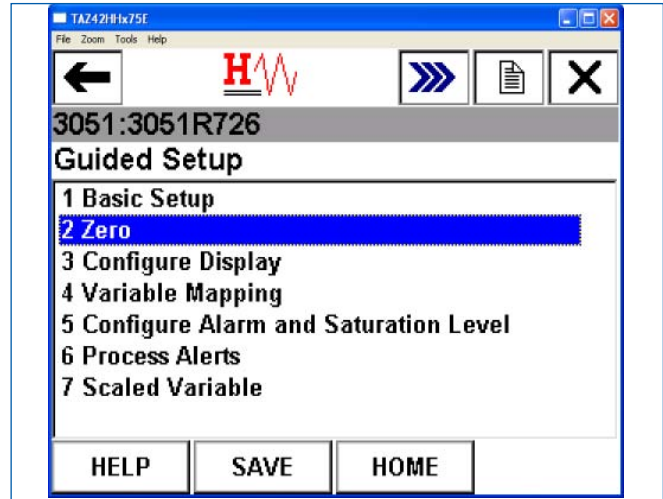 TAZ42HHx75E
File Zoom Tools Help
H
3051:3051R726
Guided Setup
1 Basic Setup
2 Zero
3 Configure Display
4 Variable Mapping
5 Configure Alarm and Saturation Level
6 Process Alerts
7 Scaled Variable
HELP SAVE HOME